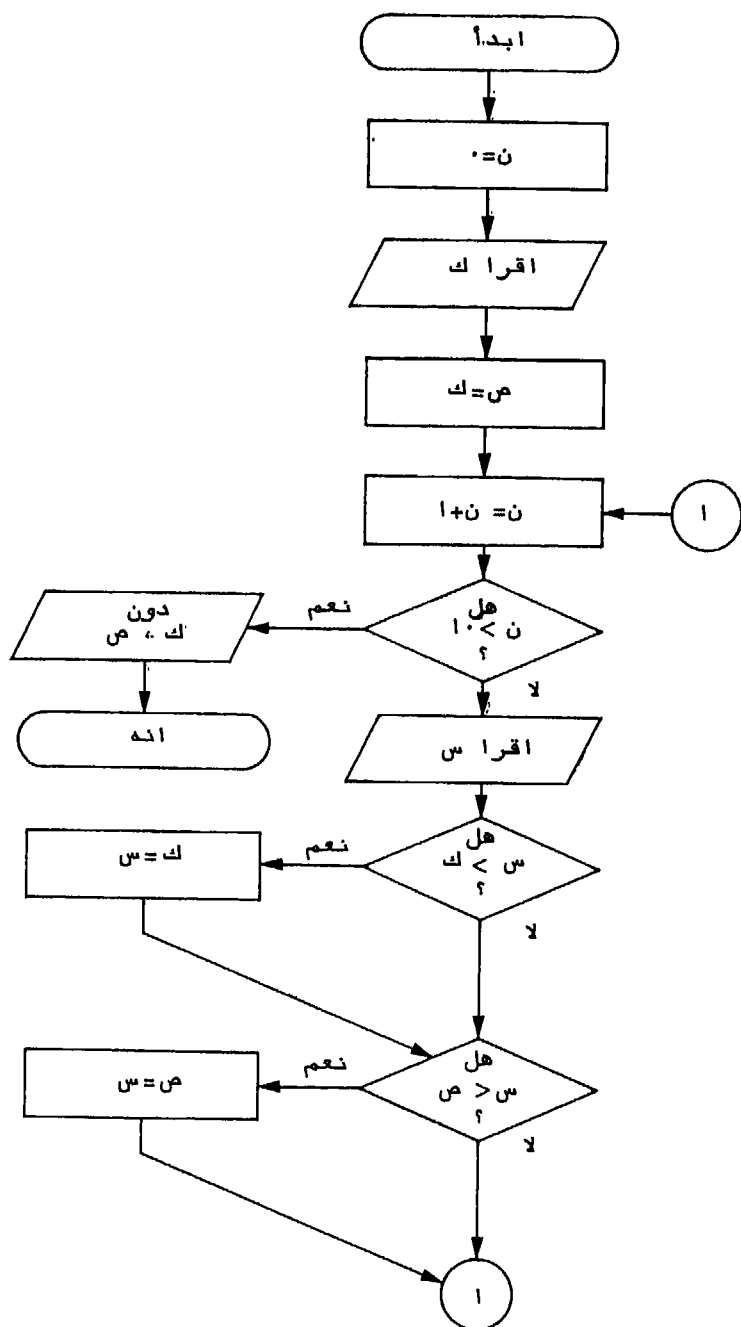 ابدأ
ن=٠
اقرا ك
ص=ك
ن= ن+١
١
هل
ن > ١٠
؟
نعم
دون
ك ، ص
لا
انه
اقرا س
هل
س > ك
؟
نعم
ك=س
لا
هل
س < ص
؟
نعم
ص=س
لا
١